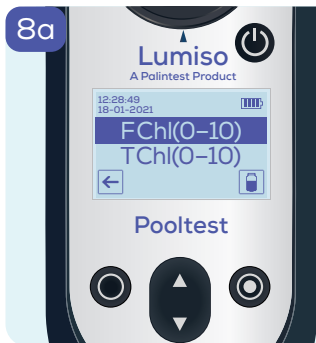 8a
Lumiso
A Palintest Product
12:28:49
18-01-2021
FChl(0–10)
TChl(0–10)
Pooltest